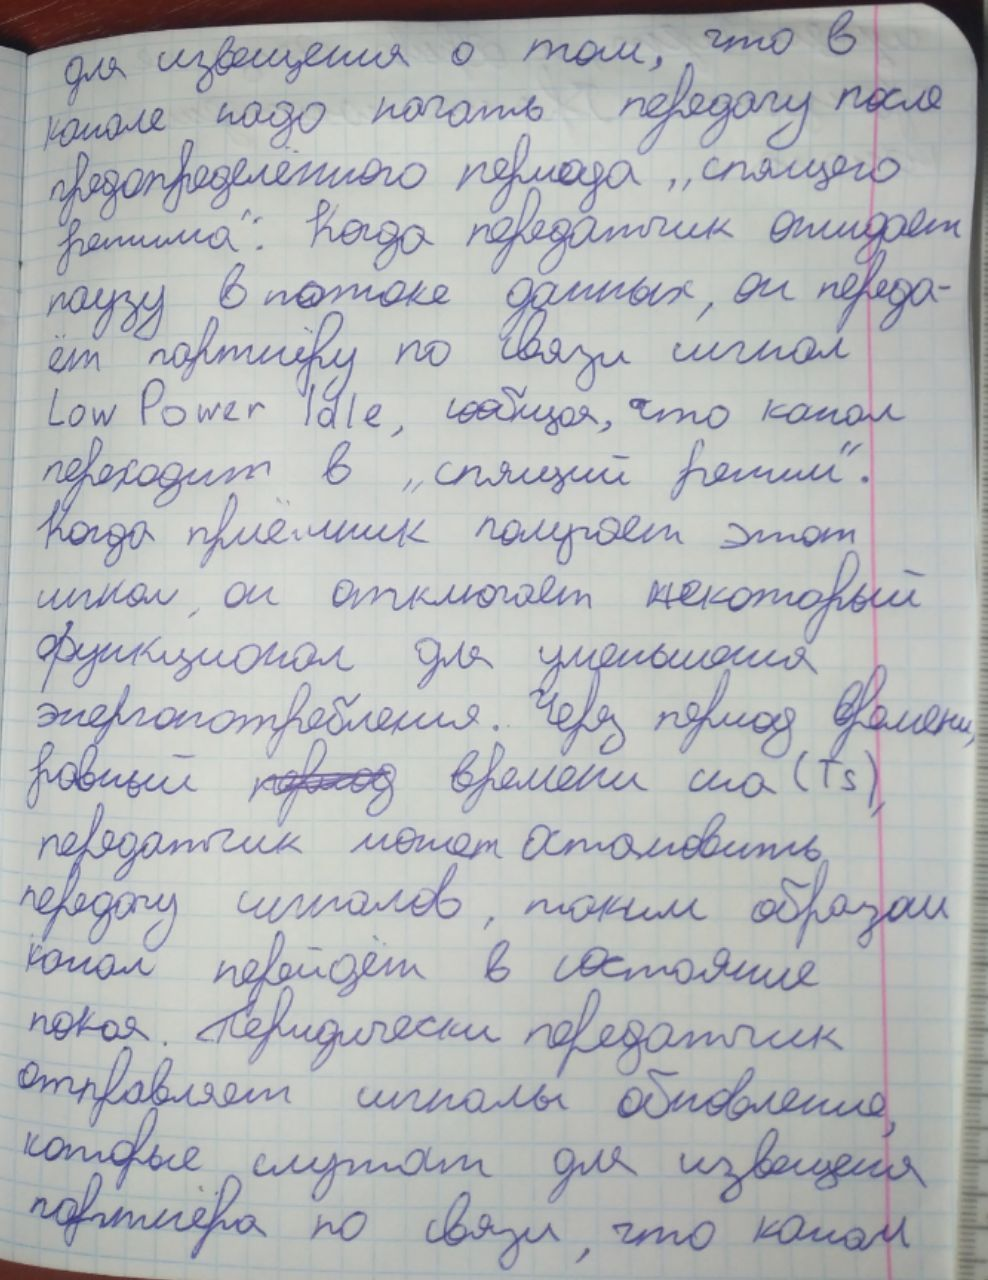 для извещения о том, что в
канале надо начать передачу после
предопределённого периода „спящего
режима“. Когда передатчик ожидает
паузу в потоке данных, он переда-
ёт партнёру по связи сигнал
Low Power Idle, сообщая, что канал
переходит в „спящий режим“.
Когда приёмник получает этот
сигнал, он отключает некоторый
функционал для уменьшения
энергопотребления. Через период времени,
равный период времени сна (Ts),
передатчик может остановить
передачу сигналов, таким образом
канал перейдёт в состояние
покоя. Перидически передатчик
отправляет сигналы обновление,
которые служат для извещения
партнёра по связи, что канал